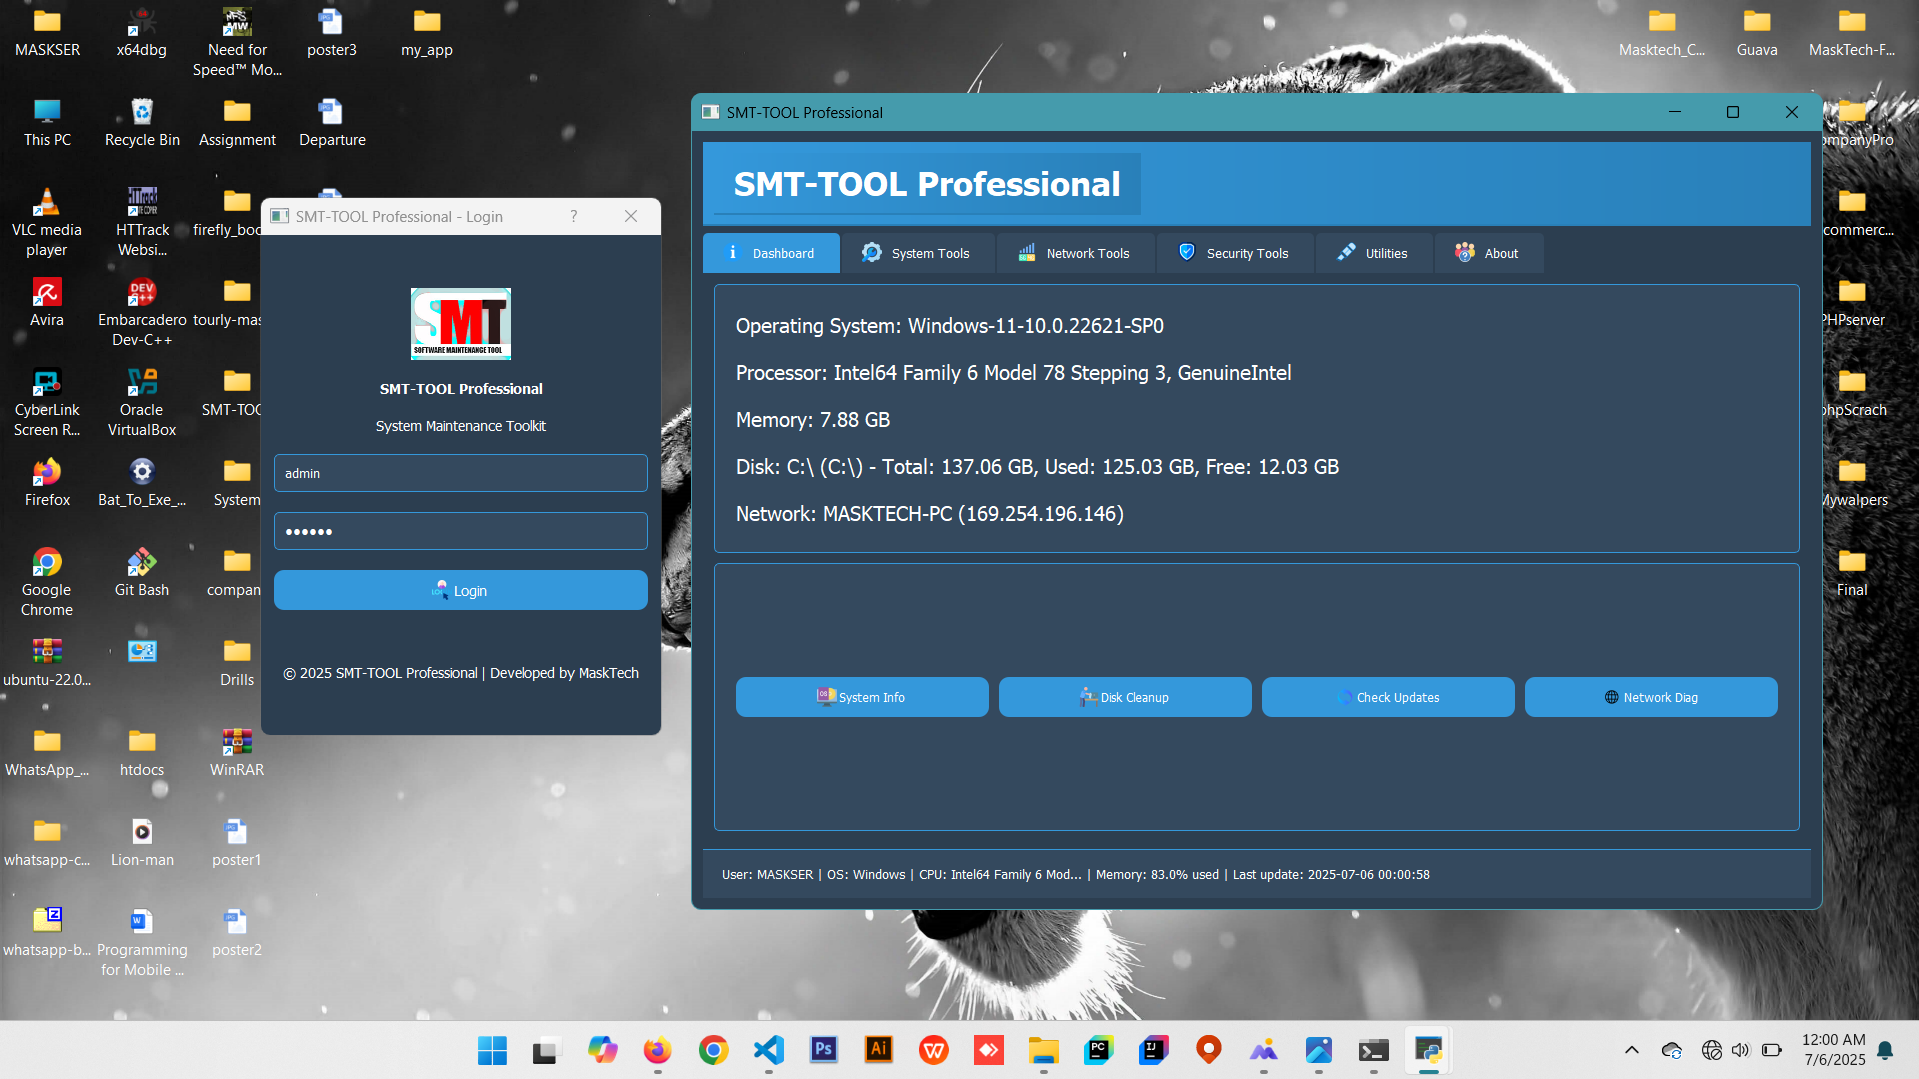 MASKSER
x64dbg
Need for
Speed™ Mo...
poster3
my_app
Masktech_C...
Guava
MaskTech-F...
This PC
Recycle Bin
Assignment
Departure
VLC media
player
HTTrack
Websi...
firefly_boo
Avira
Embarcadero
Dev-C++
tourly-mas
CyberLink
Screen R...
Oracle
VirtualBox
SMT-TOO
Firefox
Bat_To_Exe_...
System
Google
Chrome
Git Bash
compan
ubuntu-22.0...
Drills
WhatsApp_...
htdocs
WinRAR
whatsapp-c...
Lion-man
poster1
whatsapp-b...
Programming
for Mobile ...
poster2
SMT-TOOL Professional - Login
?
SMT
SOFTWARE MAINTENANCE TOOL
SMT-TOOL Professional
System Maintenance Toolkit
admin
••••••
Login
© 2025 SMT-TOOL Professional | Developed by MaskTech
SMT-TOOL Professional
SMT-TOOL Professional
Dashboard
System Tools
Network Tools
Security Tools
Utilities
About
Operating System: Windows-11-10.0.22621-SP0
Processor: Intel64 Family 6 Model 78 Stepping 3, GenuineIntel
Memory: 7.88 GB
Disk: C:\ (C:\) - Total: 137.06 GB, Used: 125.03 GB, Free: 12.03 GB
Network: MASKTECH-PC (169.254.196.146)
System Info
Disk Cleanup
Check Updates
Network Diag
User: MASKSER | OS: Windows | CPU: Intel64 Family 6 Mod... | Memory: 83.0% used | Last update: 2025-07-06 00:00:58
ompanyPro
commerc...
PHPserver
phpScrach
Mywalpers
Final
Ps
Ai
PC
IJ
12:00 AM
7/6/2025